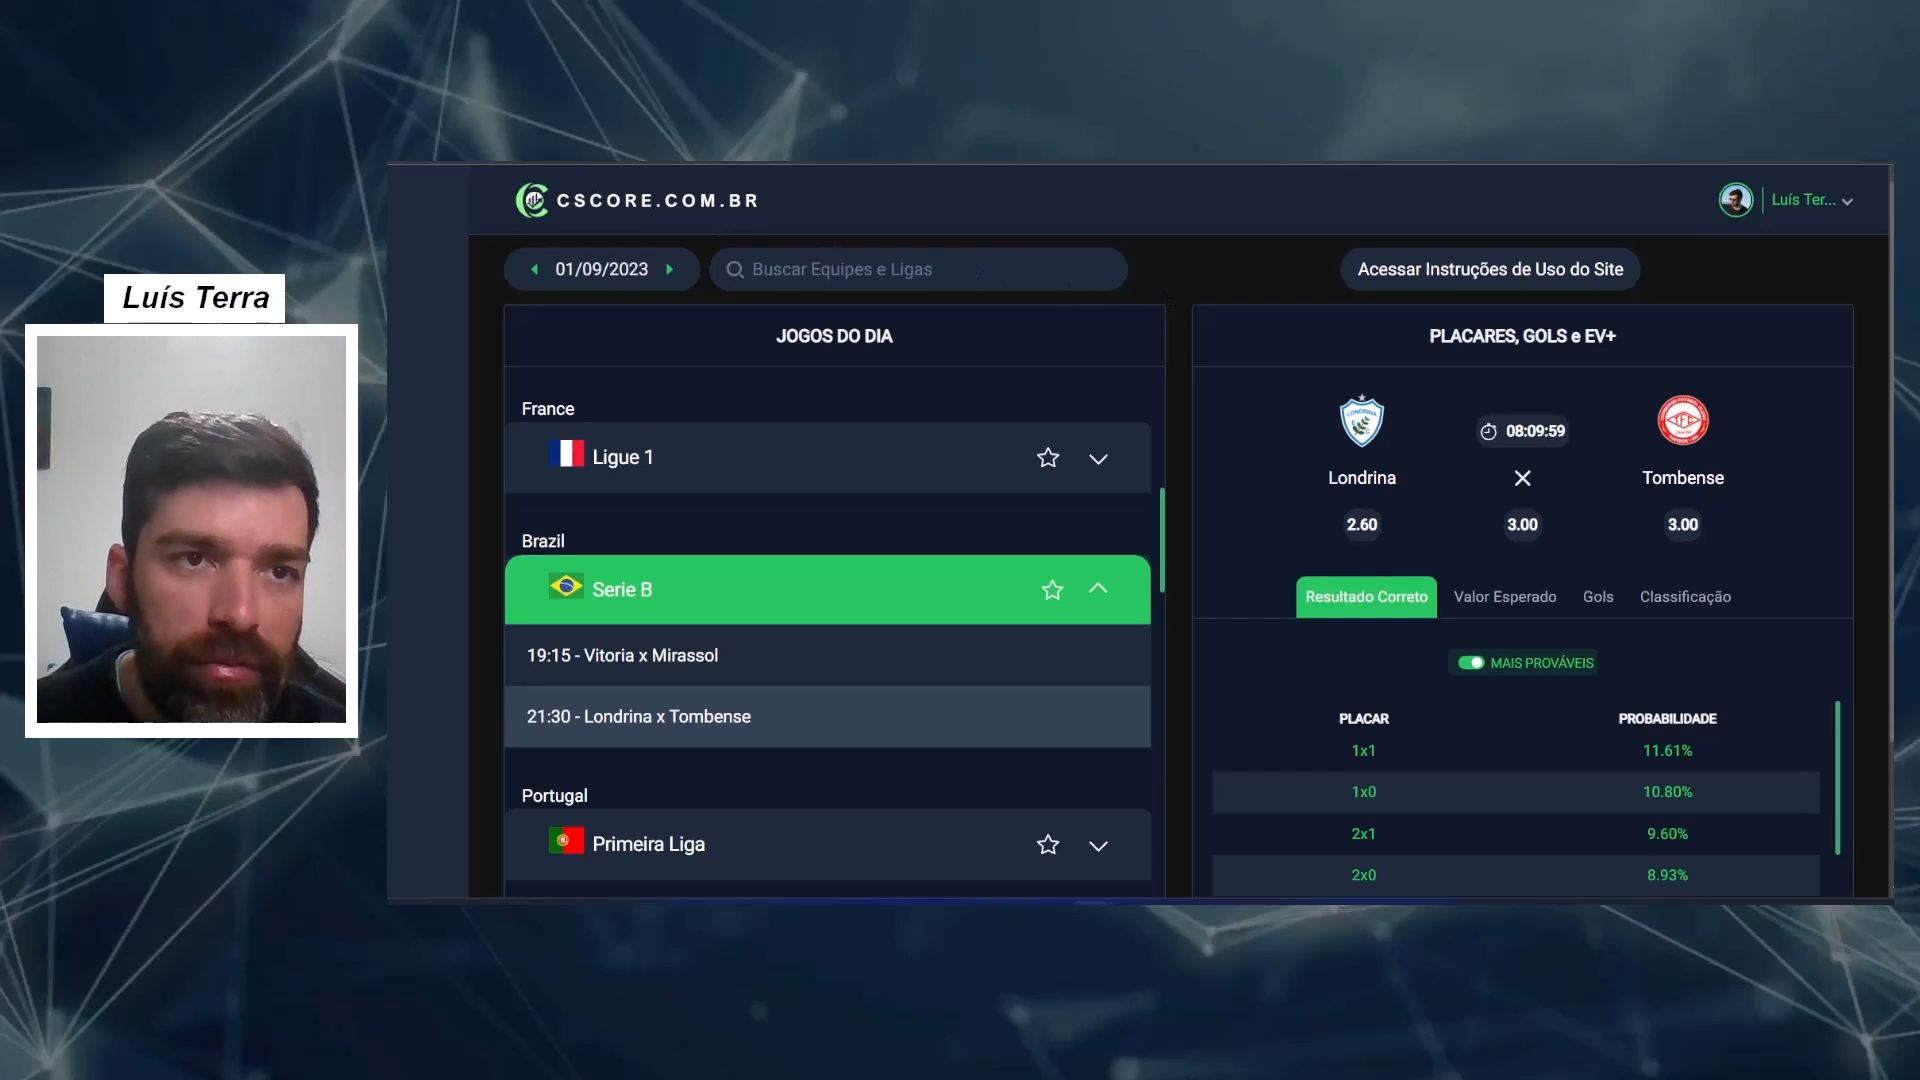 Luís Terra
CSCORE.COM.BR
Luís Ter...
01/09/2023
Buscar Equipes e Ligas
Acessar Instruções de Uso do Site
JOGOS DO DIA
France
Ligue 1
Brazil
Serie B
19:15 - Vitoria x Mirassol
21:30 - Londrina x Tombense
Portugal
Primeira Liga
PLACARES, GOLS e EV+
08:09:59
Londrina
Tombense
2.60
3.00
3.00
Resultado Correto
Valor Esperado
Gols
Classificação
MAIS PROVÁVEIS
PLACAR PROBABILIDADE
1x1 11.61%
1x0 10.80%
2x1 9.60%
2x0 8.93%